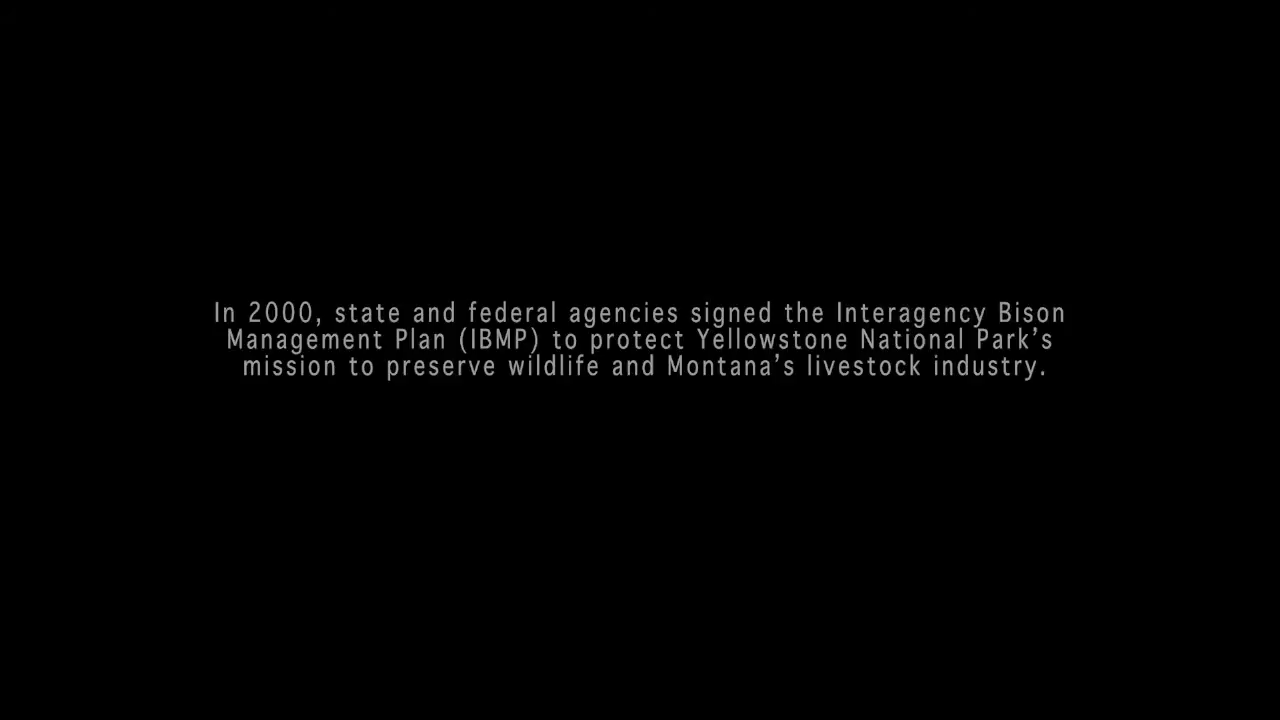 In 2000, state and federal agencies signed the Interagency Bison
Management Plan (IBMP) to protect Yellowstone National Park’s
mission to preserve wildlife and Montana’s livestock industry.